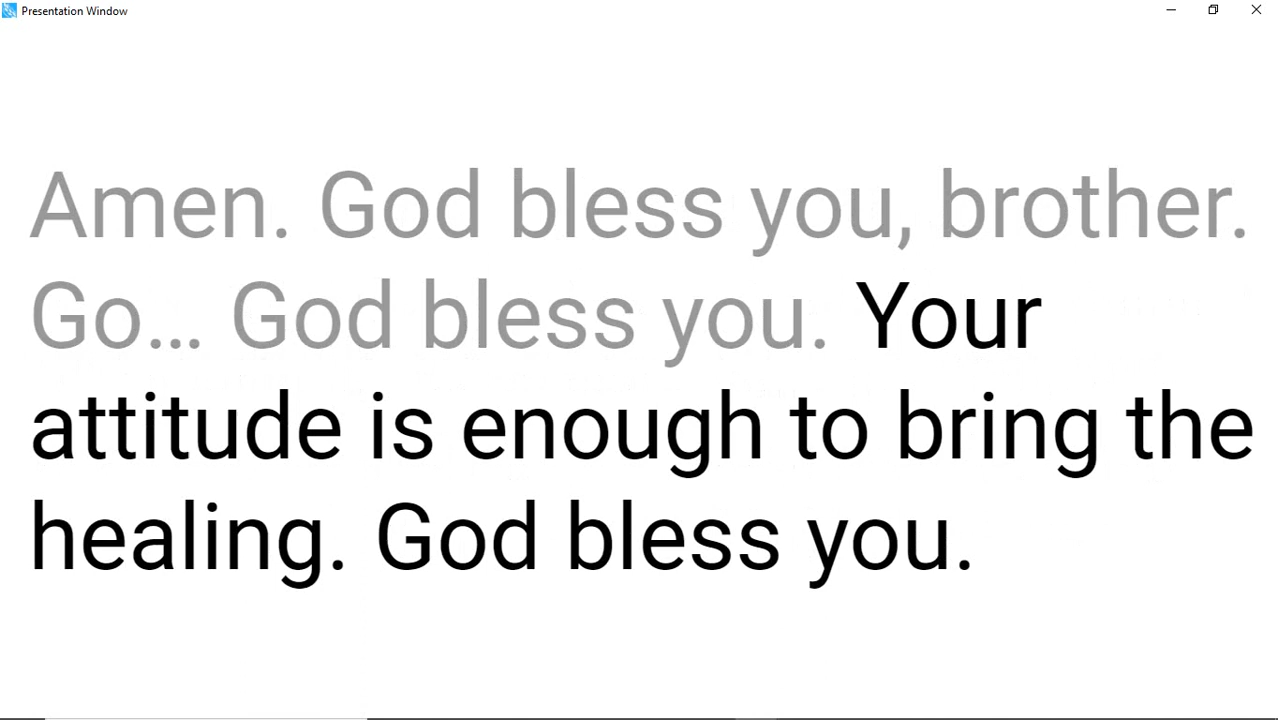 Presentation Window
Amen. God bless you, brother.
Go... God bless you. Your
attitude is enough to bring the
healing. God bless you.